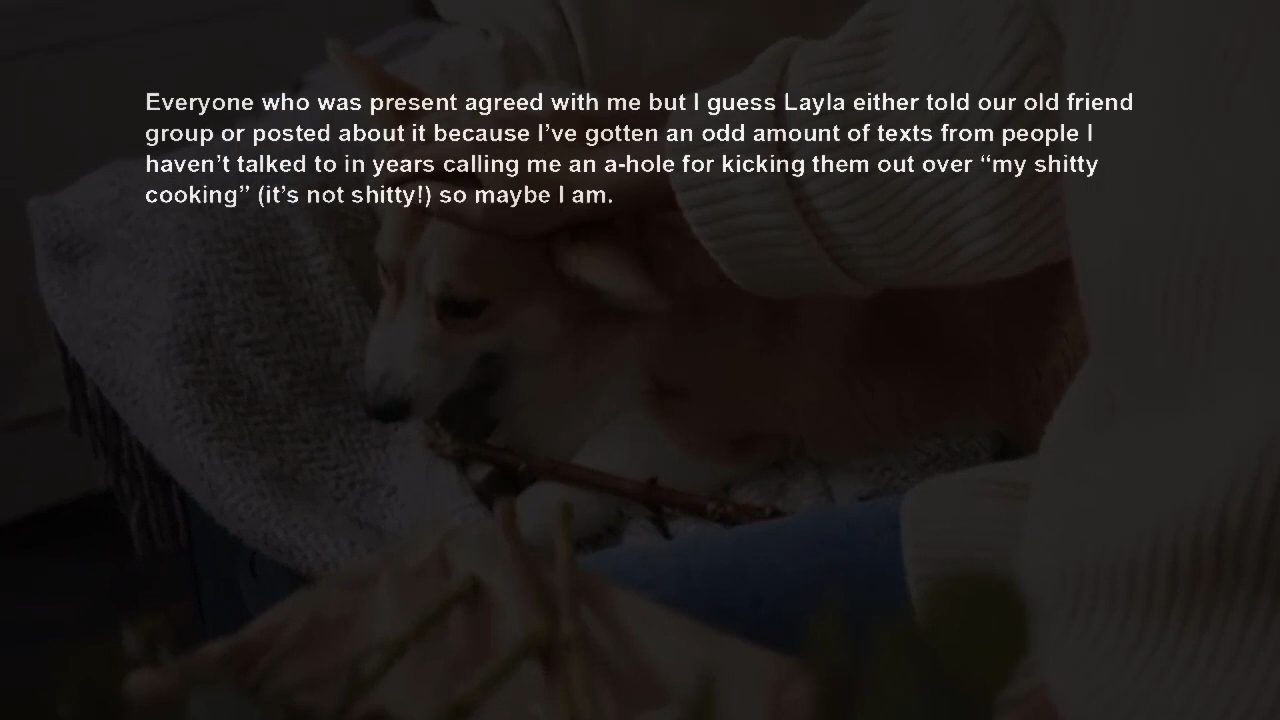 Everyone who was present agreed with me but I guess Layla either told our old friend
group or posted about it because I’ve gotten an odd amount of texts from people I
haven’t talked to in years calling me an a-hole for kicking them out over “my shitty
cooking” (it’s not shitty!) so maybe I am.